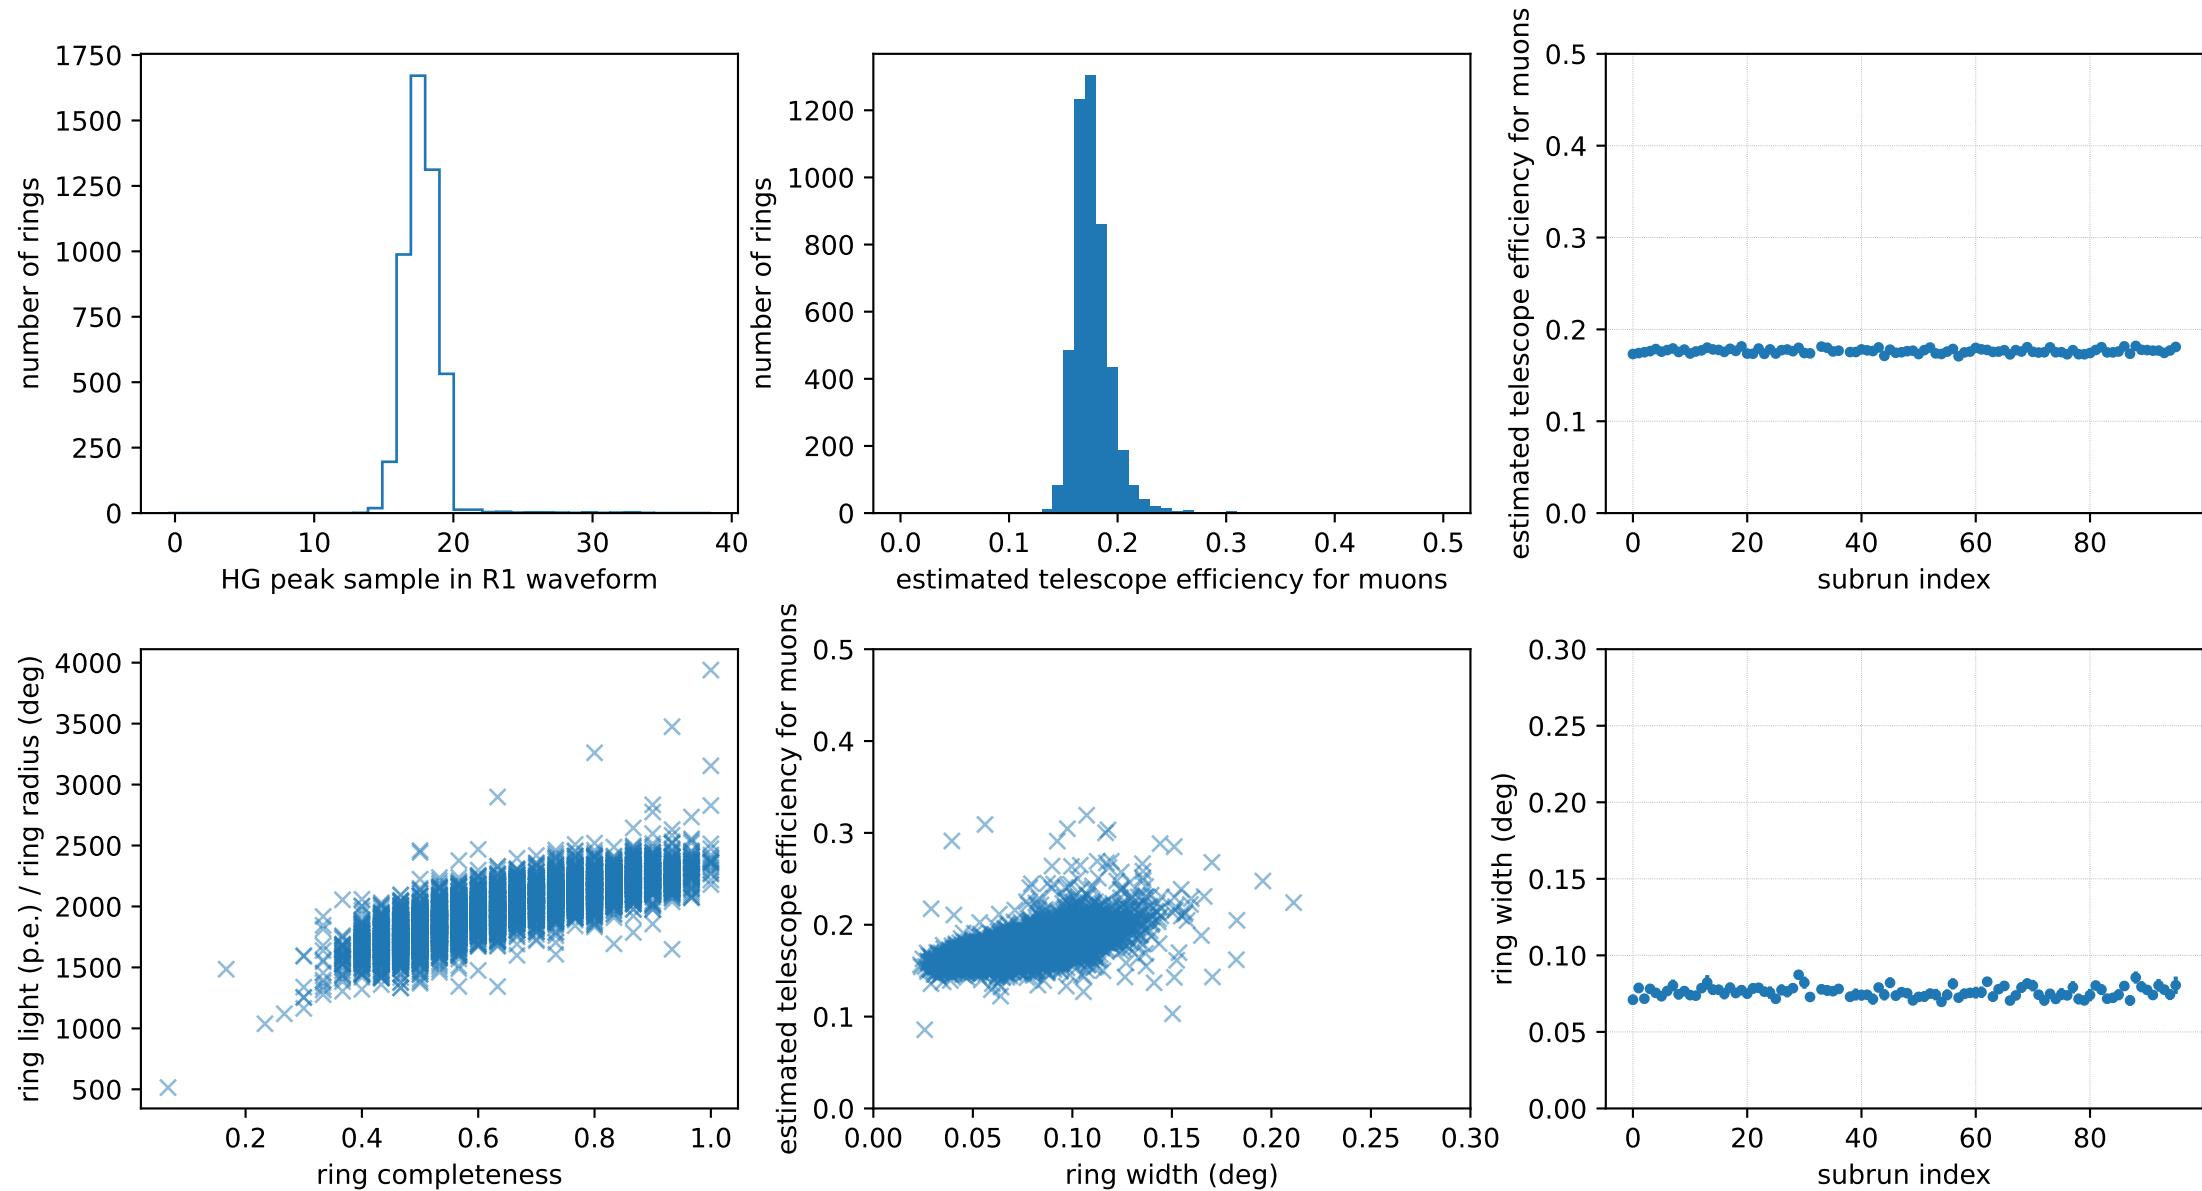 1750
1500
1250
1000
750
500
250
0
number of rings
0 10 20 30 40
HG peak sample in R1 waveform
1200
1000
800
600
400
200
0
number of rings
0.0 0.1 0.2 0.3 0.4 0.5
estimated telescope efficiency for muons
0.5
0.4
0.3
0.2
0.1
0.0
estimated telescope efficiency for muons
0 20 40 60 80
subrun index
4000
3500
3000
2500
2000
1500
1000
500
ring light (p.e.) / ring radius (deg)
0.2 0.4 0.6 0.8 1.0
ring completeness
0.5
0.4
0.3
0.2
0.1
0.0
estimated telescope efficiency for muons
0.00 0.05 0.10 0.15 0.20 0.25 0.30
ring width (deg)
0.30
0.25
0.20
0.15
0.10
0.05
0.00
ring width (deg)
0 20 40 60 80
subrun index